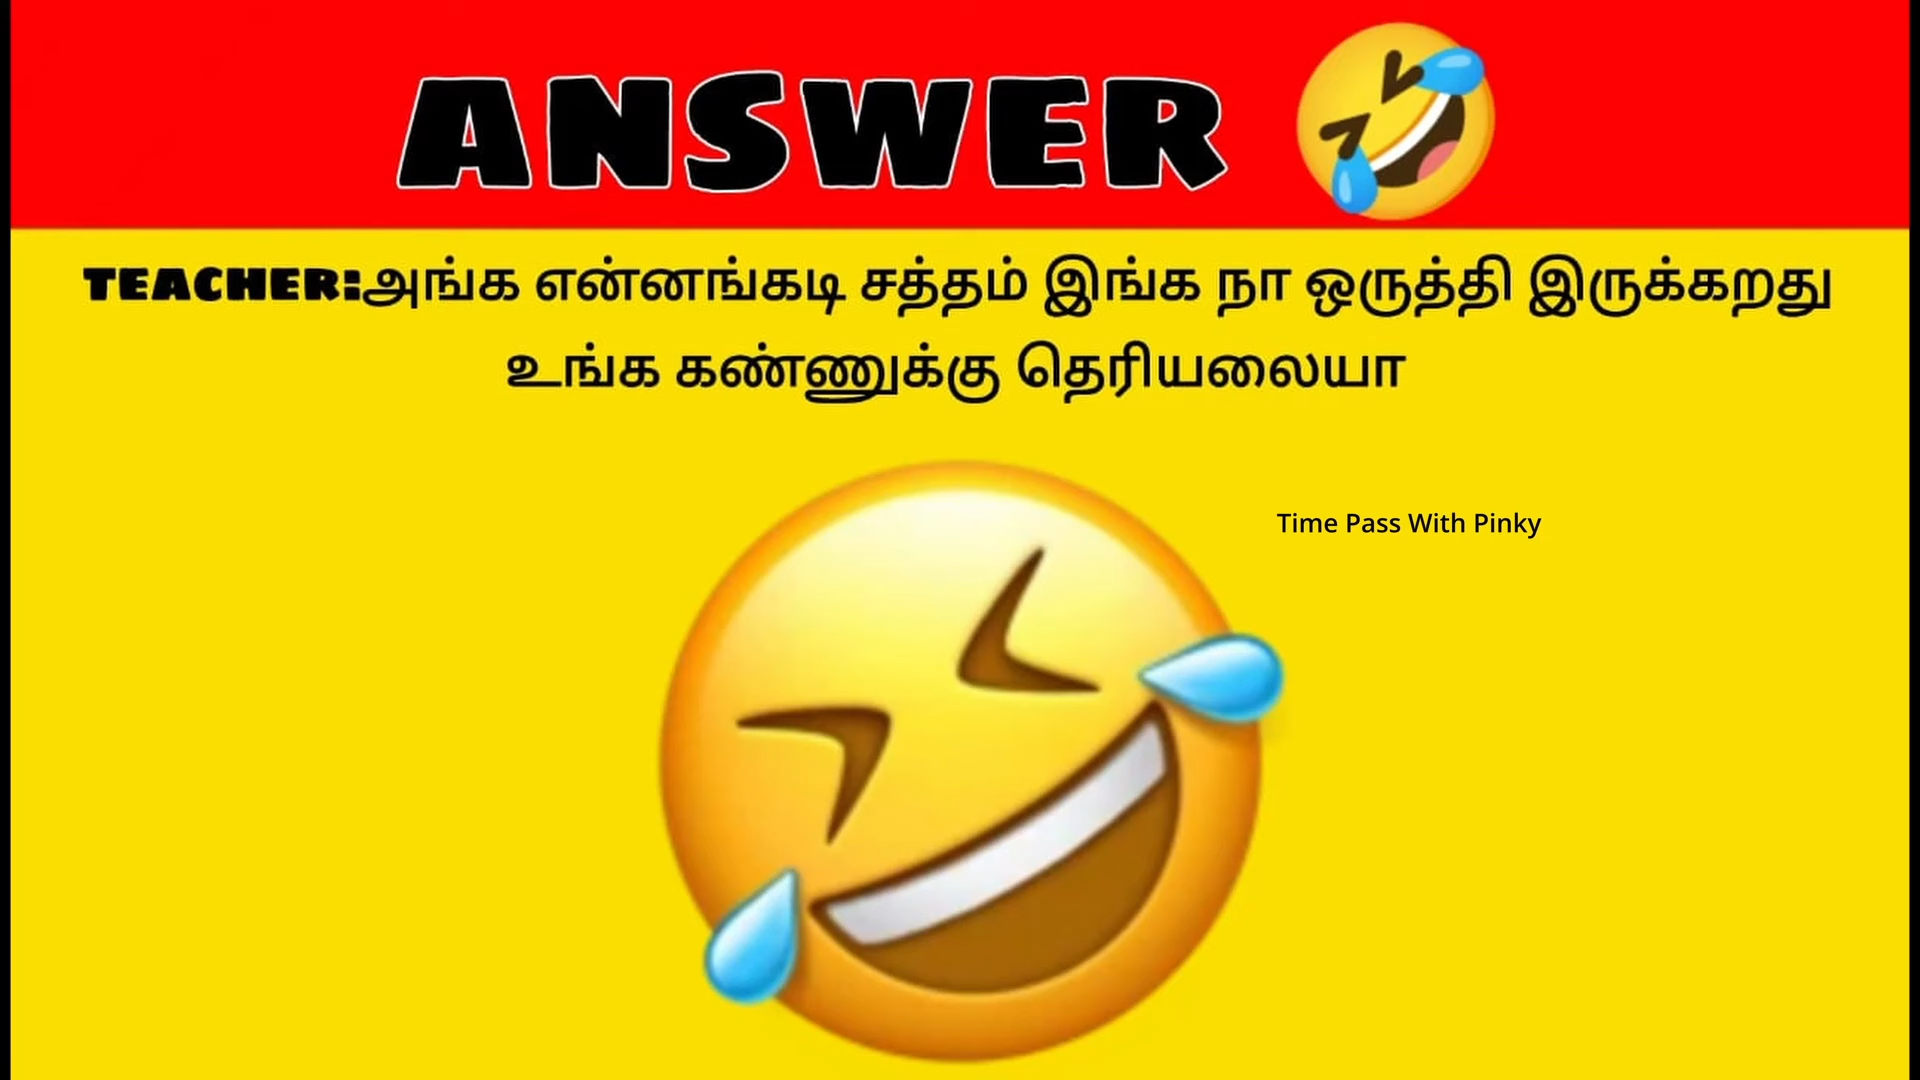 ANSWER
TEACHER:அங்க என்னங்கடி சத்தம் இங்க நா ஒருத்தி இருக்கறது
உங்க கண்ணுக்கு தெரியலையா
Time Pass With Pinky